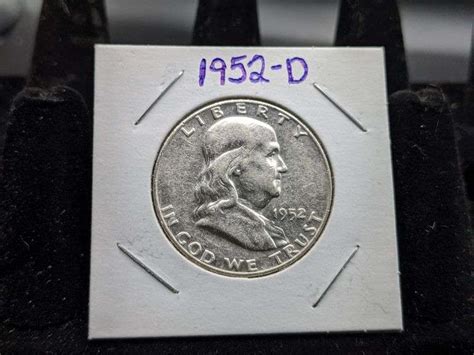 1952-D
LIBERTY
1952
IN GOD WE TRUST